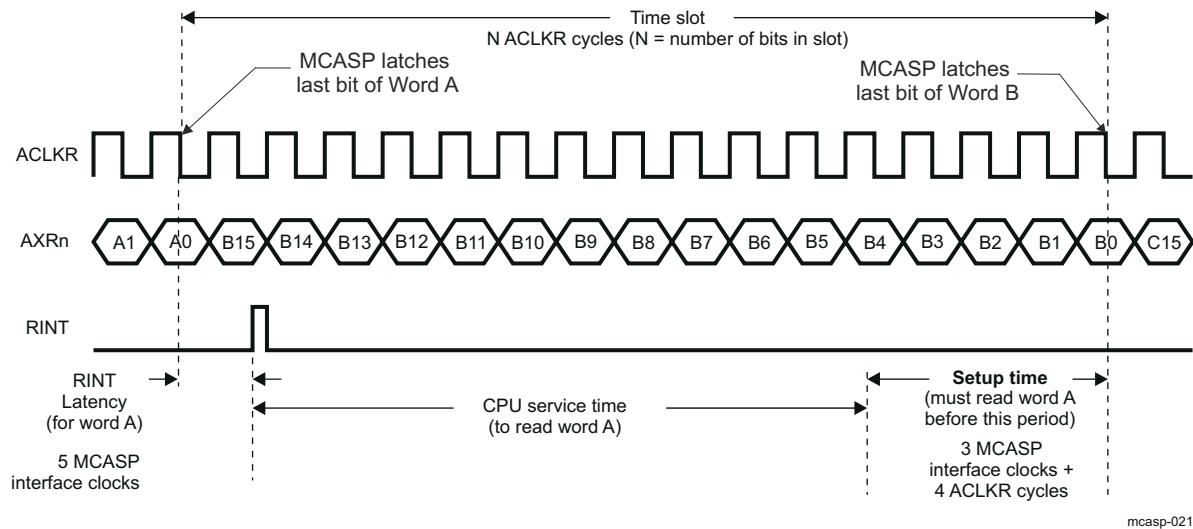 Time slot
N ACLKR cycles (N = number of bits in slot)
MCASP latches
last bit of Word A
MCASP latches
last bit of Word B
ACLKR
AXRn
A1 A0 B15 B14 B13 B12 B11 B10 B9 B8 B7 B6 B5 B4 B3 B2 B1 B0 C15
RINT
RINT
Latency
(for word A)
5 MCASP
interface clocks
CPU service time
(to read word A)
Setup time
(must read word A
before this period)
3 MCASP
interface clocks +
4 ACLKR cycles
mcasp-021